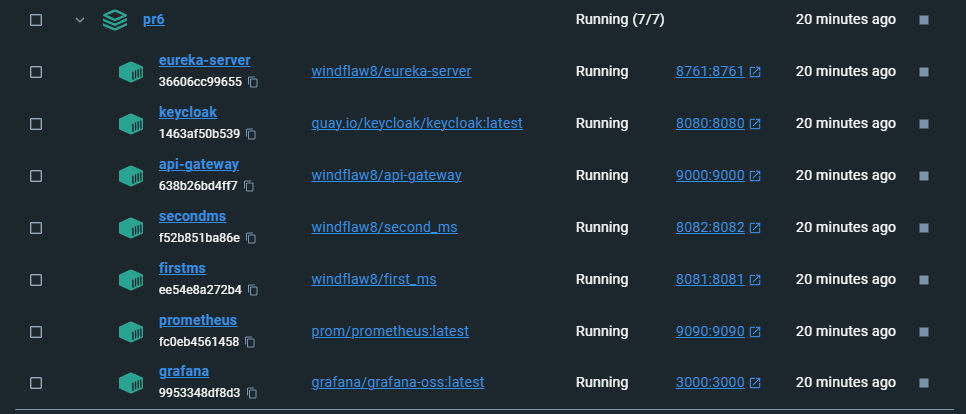 pr6 Running (7/7) 20 minutes ago
eureka-server
36606cc99655 windflaw8/eureka-server Running 8761:8761 20 minutes ago
keycloak
1463af50b539 quay.io/keycloak/keycloak:latest Running 8080:8080 20 minutes ago
api-gateway
638b26bd4ff7 windflaw8/api-gateway Running 9000:9000 20 minutes ago
secondms
f52b851ba86e windflaw8/second_ms Running 8082:8082 20 minutes ago
firstms
ee54e8a272b4 windflaw8/first_ms Running 8081:8081 20 minutes ago
prometheus
fc0eb4561458 prom/prometheus:latest Running 9090:9090 20 minutes ago
grafana
9953348df8d3 grafana/grafana-oss:latest Running 3000:3000 20 minutes ago